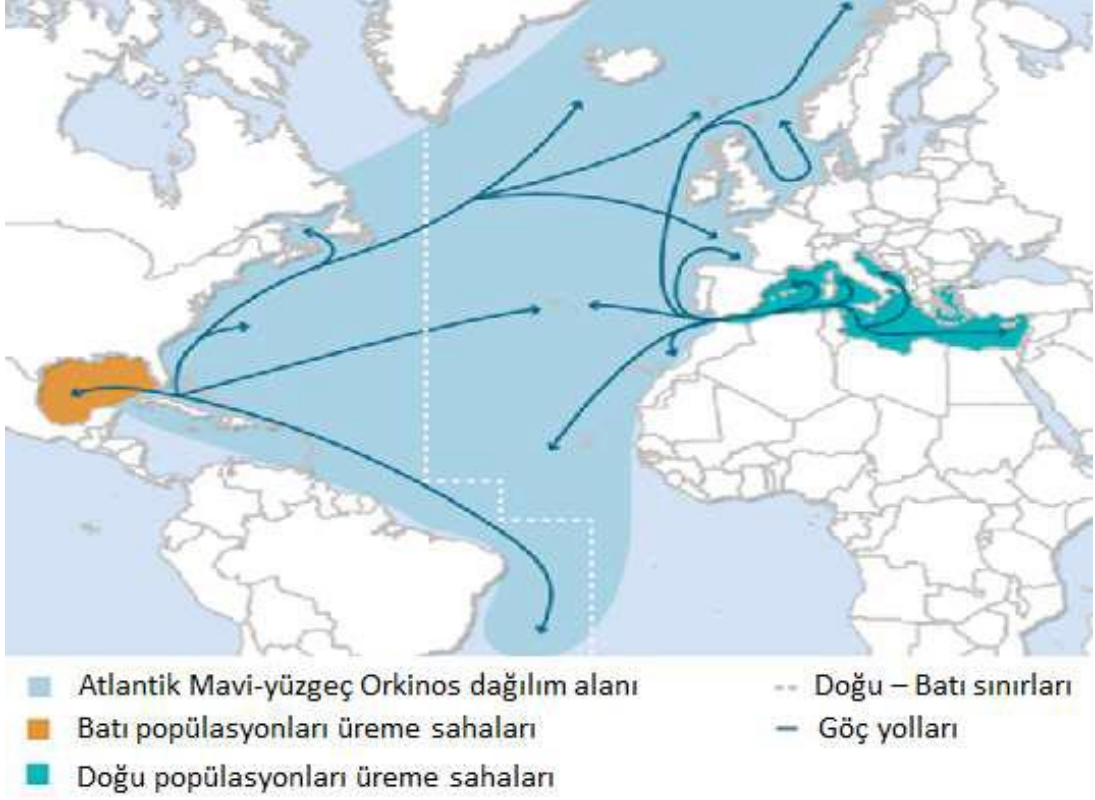 Atlantik Mavi-yüzgeç Orkinos dağılım alanı
Batı popülasyonları üreme sahaları
Doğu popülasyonları üreme sahaları
Doğu – Batı sınırları
Göç yolları